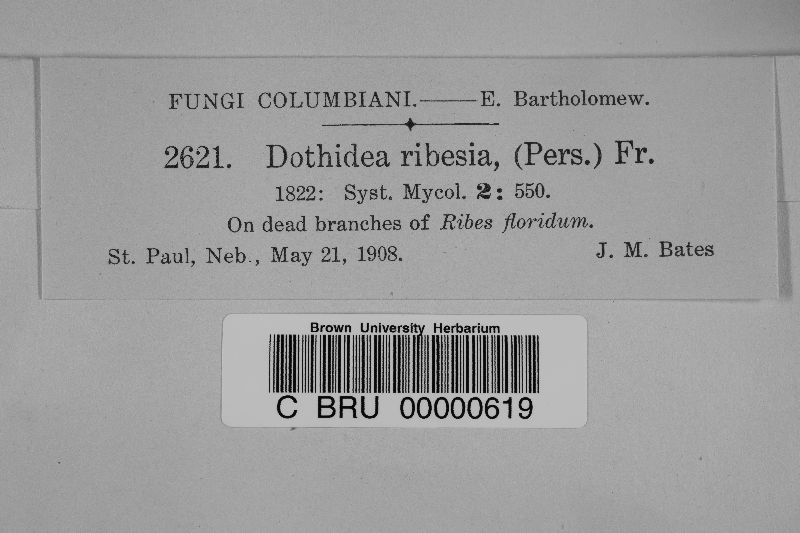 FUNGI COLUMBIANI.——E. Bartholomew.
2621. Dothidea ribesia, (Pers.) Fr.
1822: Syst. Mycol. 2: 550.
On dead branches of Ribes floridum.
St. Paul, Neb., May 21, 1908. J. M. Bates
Brown University Herbarium
C BRU 00000619